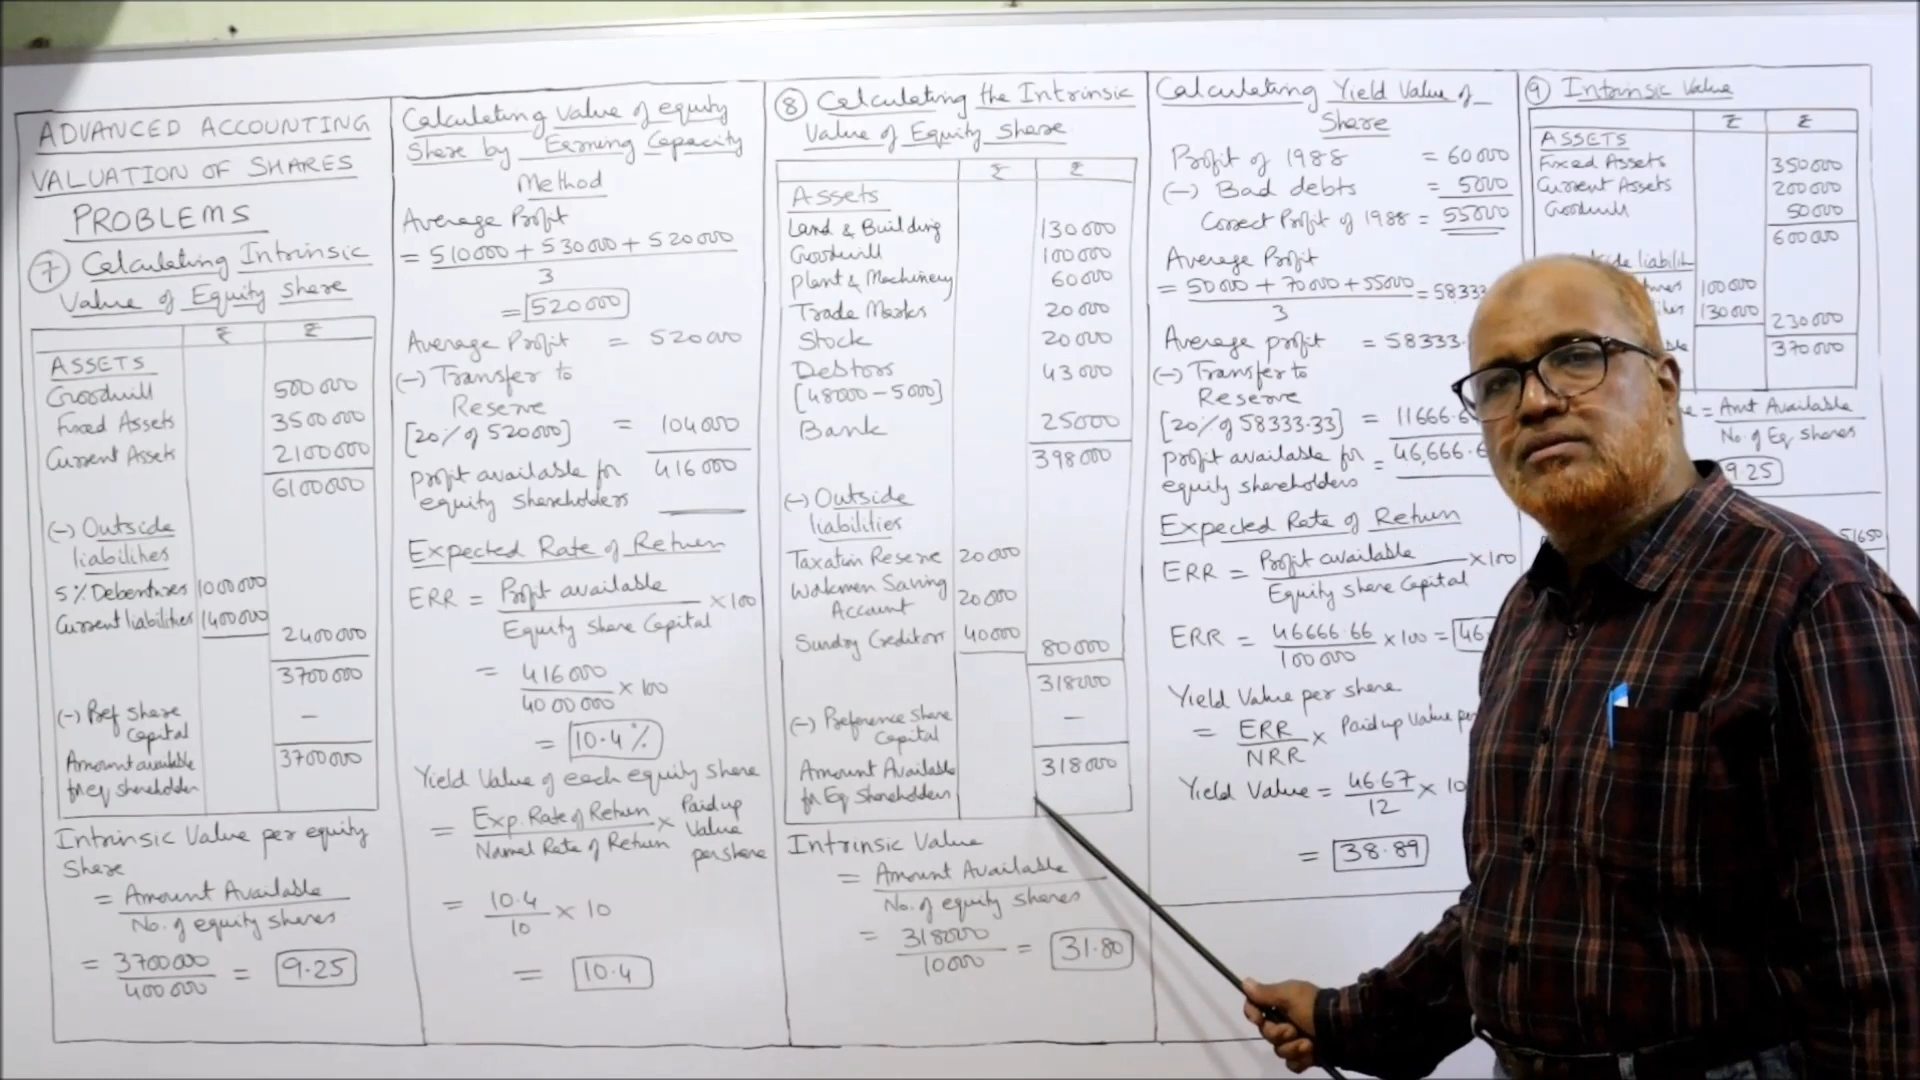 ADVANCED ACCOUNTING
VALUATION OF SHARES
PROBLEMS
⑦ Calculating Intrinsic
Value of Equity Share
₹ ₹
ASSETS
Goodwill 500000
Fixed Assets 3500000
Current Assets 2100000
6100000
(-) Outside
liabilities
5% Debentures 1000000
Current liabilities 1400000
2400000
3700000
(-) Pref Share
Capital -
Amount available 3700000
for eq shareholder
Intrinsic Value per equity
Share
= Amount Available
No. of equity shares
= 3700000 = 9.25
400000
Calculating Value of equity
Share by Earning Capacity
Method
Average Profit
= 510000 + 530000 + 520000
3
= 520000
Average Profit = 520000
(-) Transfer to
Reserve
[20% of 520000] = 104000
profit available for 416000
equity shareholders
Expected Rate of Return
ERR = Profit available × 100
Equity Share Capital
= 416000 × 100
4000000
= 10.4%
Yield Value of each equity share
= Exp. Rate of Return × Paid up
Normal Rate of Return Value
per share
= 10.4 × 10
10
= 10.4
⑧ Calculating the Intrinsic
Value of Equity Share
₹ ₹
Assets
Land & Building 130000
Goodwill 100000
Plant & Machinery 60000
Trade Marks 20000
Stock 20000
Debtors 43000
[48000 - 5000]
Bank 25000
398000
(-) Outside
liabilities
Taxation Reserve 20000
Workmen Saving
Account 20000
Sundry Creditors 40000 80000
318000
(-) Preference Share -
Capital
Amount Available 318000
for Eq Shareholders
Intrinsic Value
= Amount Available
No. of equity shares
= 318000 = 31.80
10000
Calculating Yield Value of
Share
Profit of 1988 = 60000
(-) Bad debts = 5000
Correct Profit of 1988 = 55000
Average Profit
= 50000 + 70000 + 55000 = 58333
3
Average profit = 58333.
(-) Transfer to
Reserve
[20% of 58333.33] = 11666.6
profit available for = 46,666.6
equity shareholders
Expected Rate of Return
ERR = Profit available × 100
Equity Share Capital
ERR = 46666.66 × 100 = 46
100000
Yield Value per share
= ERR × Paid up Value per
NRR
Yield Value = 46.67 × 10
12
= 38.89
⑨ Intrinsic Value
₹ ₹
ASSETS
Fixed Assets 350000
Current Assets 200000
Goodwill 50000
600000
100000
130000 230000
370000
= Amt Available
No. of Eq Shares
9.25
51650